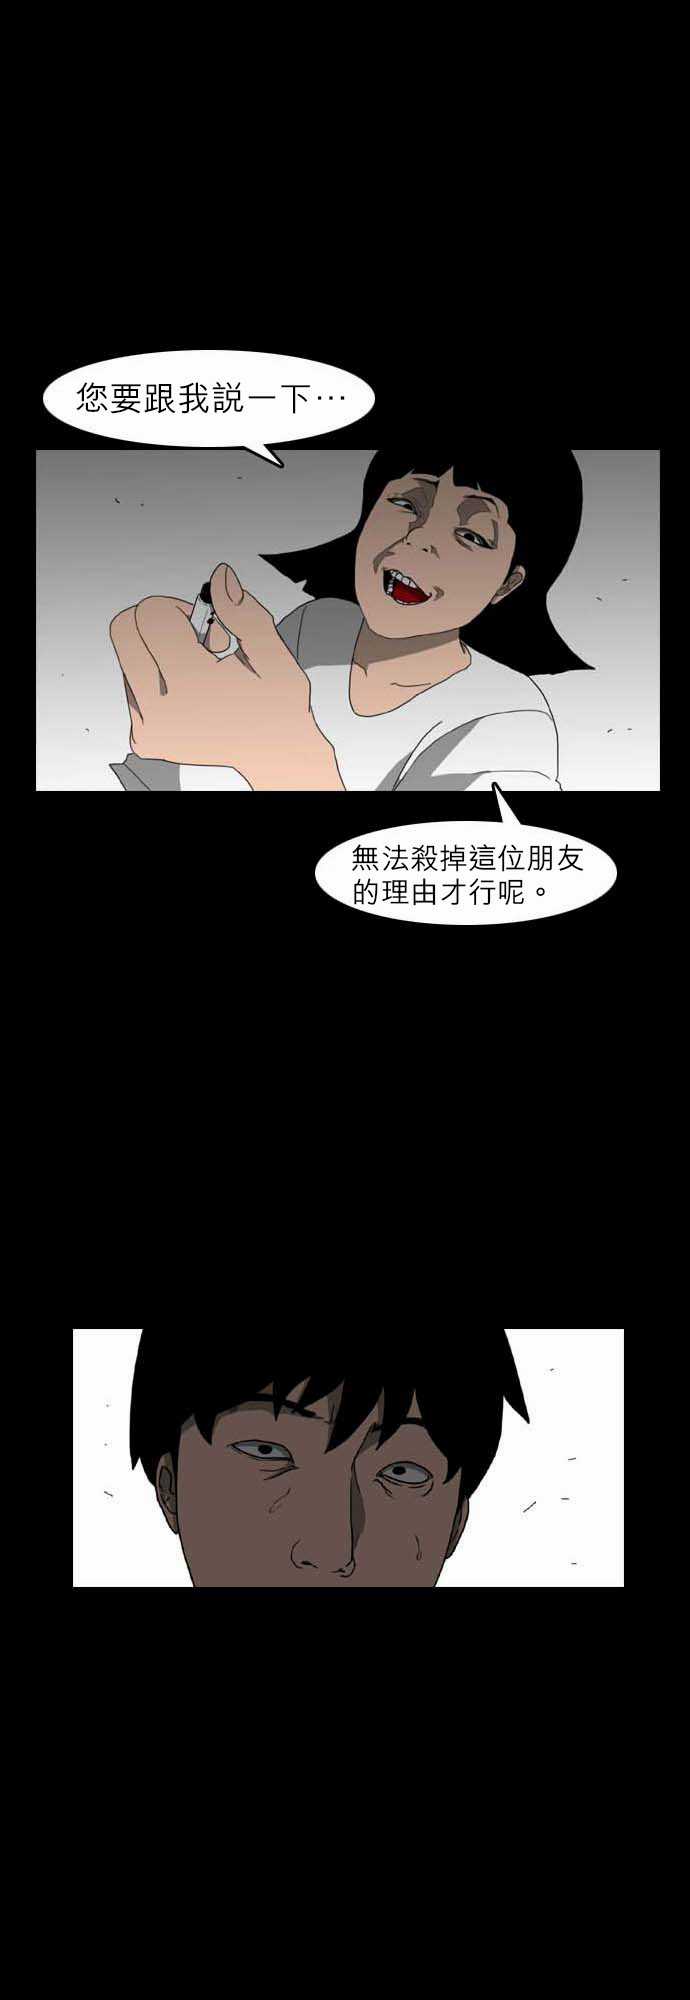 您要跟我説一下⋯
無法殺掉這位朋友
的理由才行呢。